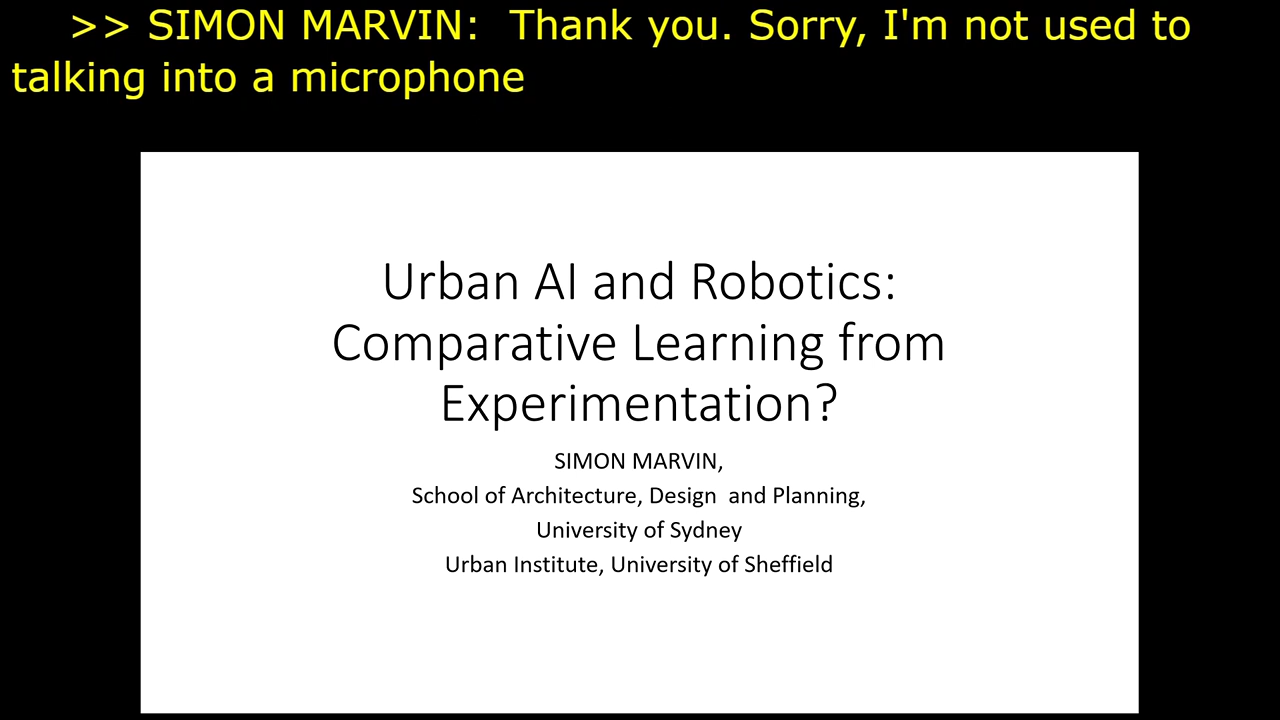 >> SIMON MARVIN:  Thank you. Sorry, I'm not used to
talking into a microphone
Urban AI and Robotics:
Comparative Learning from
Experimentation?
SIMON MARVIN,
School of Architecture, Design  and Planning,
University of Sydney
Urban Institute, University of Sheffield